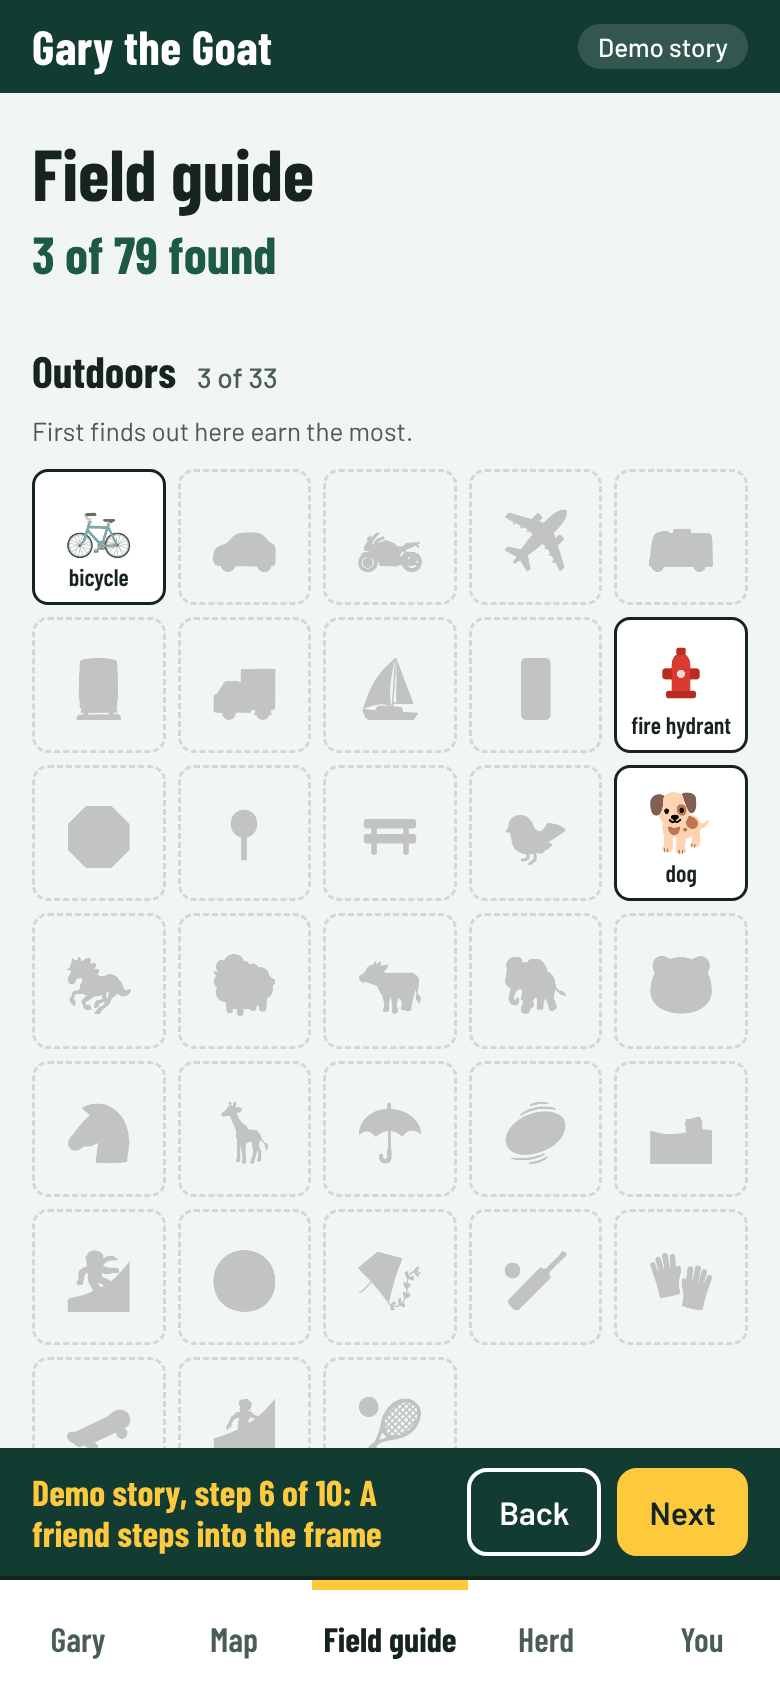 Gary the Goat
Demo story
Field guide
3 of 79 found
Outdoors 3 of 33
First finds out here earn the most.
bicycle
fire hydrant
dog
Demo story, step 6 of 10: A
friend steps into the frame
Back
Next
Gary
Map
Field guide
Herd
You